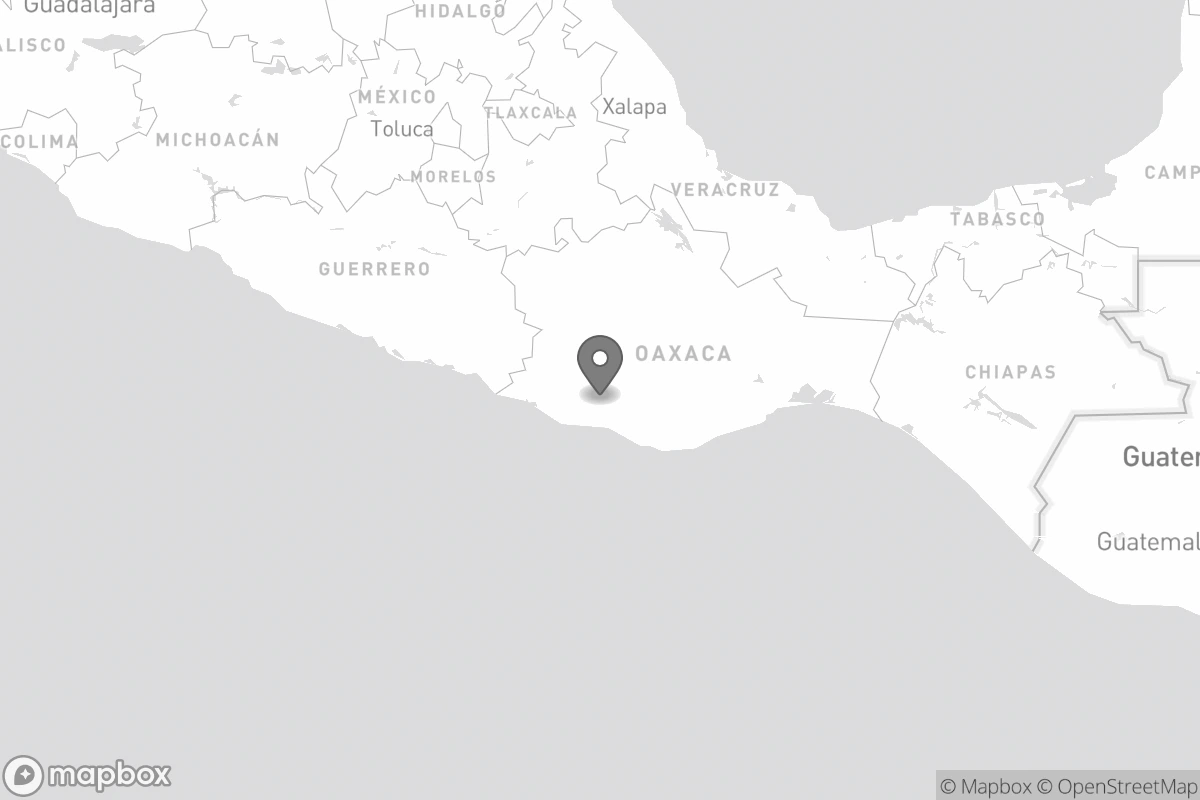 Guadalajara
HIDALGO
ALISCO
MÉXICO
Xalapa
TLAXCALA
Toluca
COLIMA
MICHOACÁN
MORELOS
CAMP
VERACRUZ
TABASCO
GUERRERO
OAXACA
CHIAPAS
Guater
Guatemal
mapbox
© Mapbox © OpenStreetMap